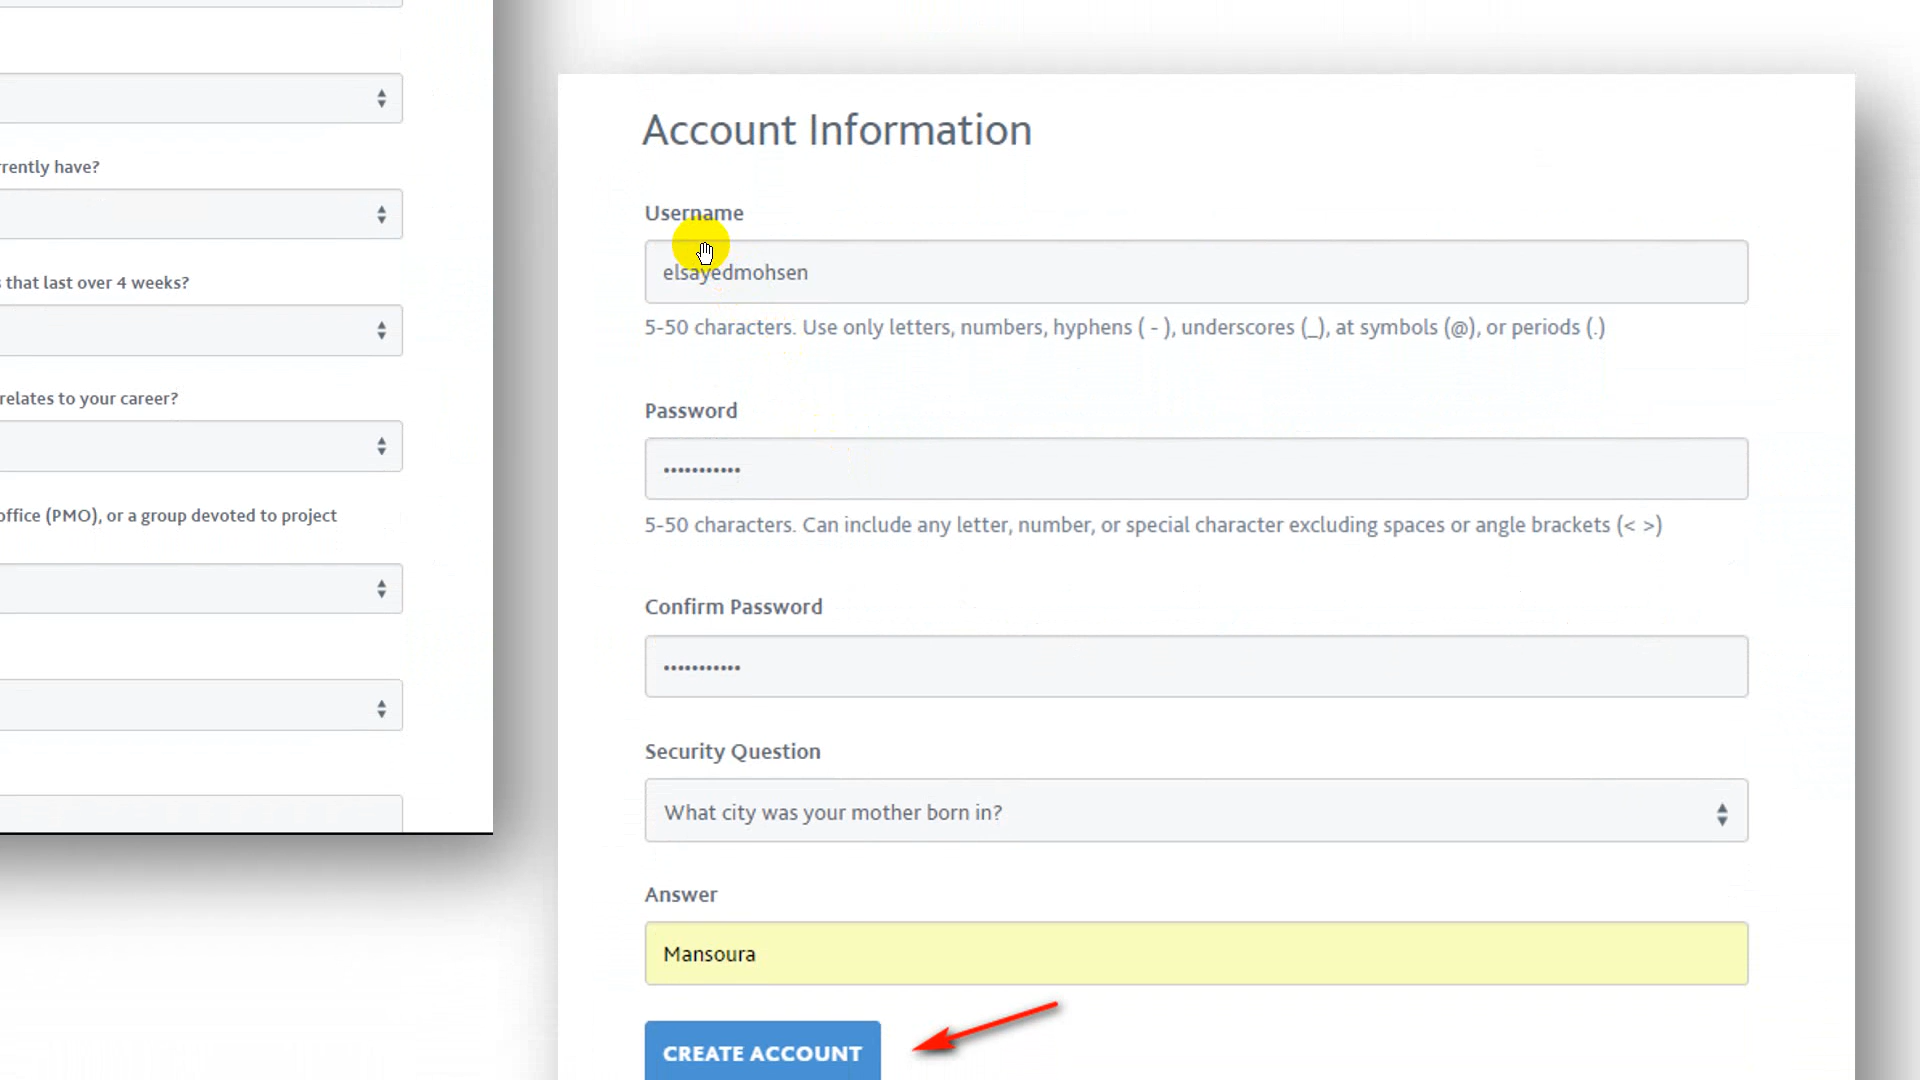 rrently have?
that last over 4 weeks?
relates to your career?
office (PMO), or a group devoted to project
Account Information
Username
elsayedmohsen
5-50 characters. Use only letters, numbers, hyphens ( - ), underscores (_), at symbols (@), or periods (.)
Password
•••••••••••
5-50 characters. Can include any letter, number, or special character excluding spaces or angle brackets (< >)
Confirm Password
•••••••••••
Security Question
What city was your mother born in?
Answer
Mansoura
CREATE ACCOUNT